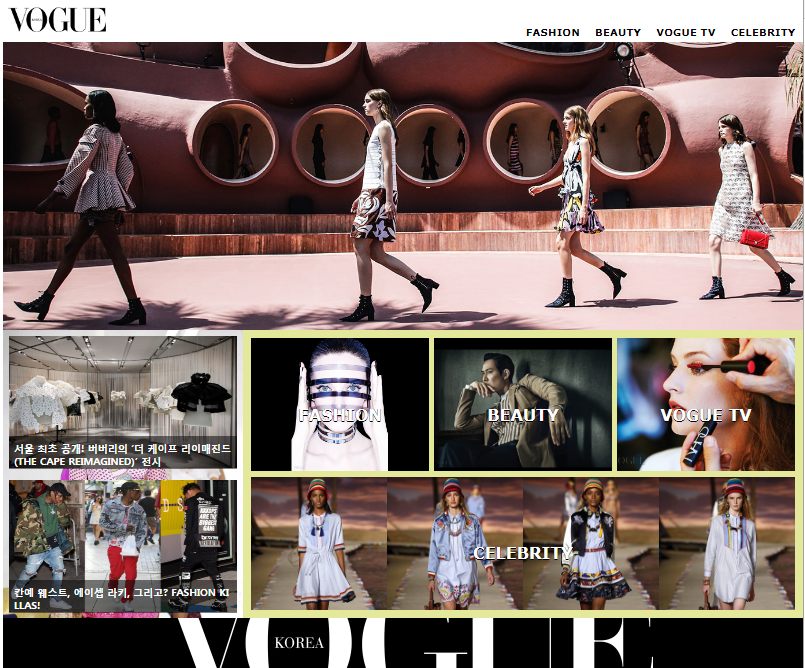 VOGUE
FASHION BEAUTY VOGUE TV CELEBRITY
서울 최초 공개! 버버리의 '더 케이프 리이매진드
(THE CAPE REIMAGINED)' 전시
칸예 웨스트, 에이셉 라키, 그리고? FASHION KI
LLAS!
FASHION
BEAUTY
VOGUE TV
CELEBRITY
VOGUE
KOREA